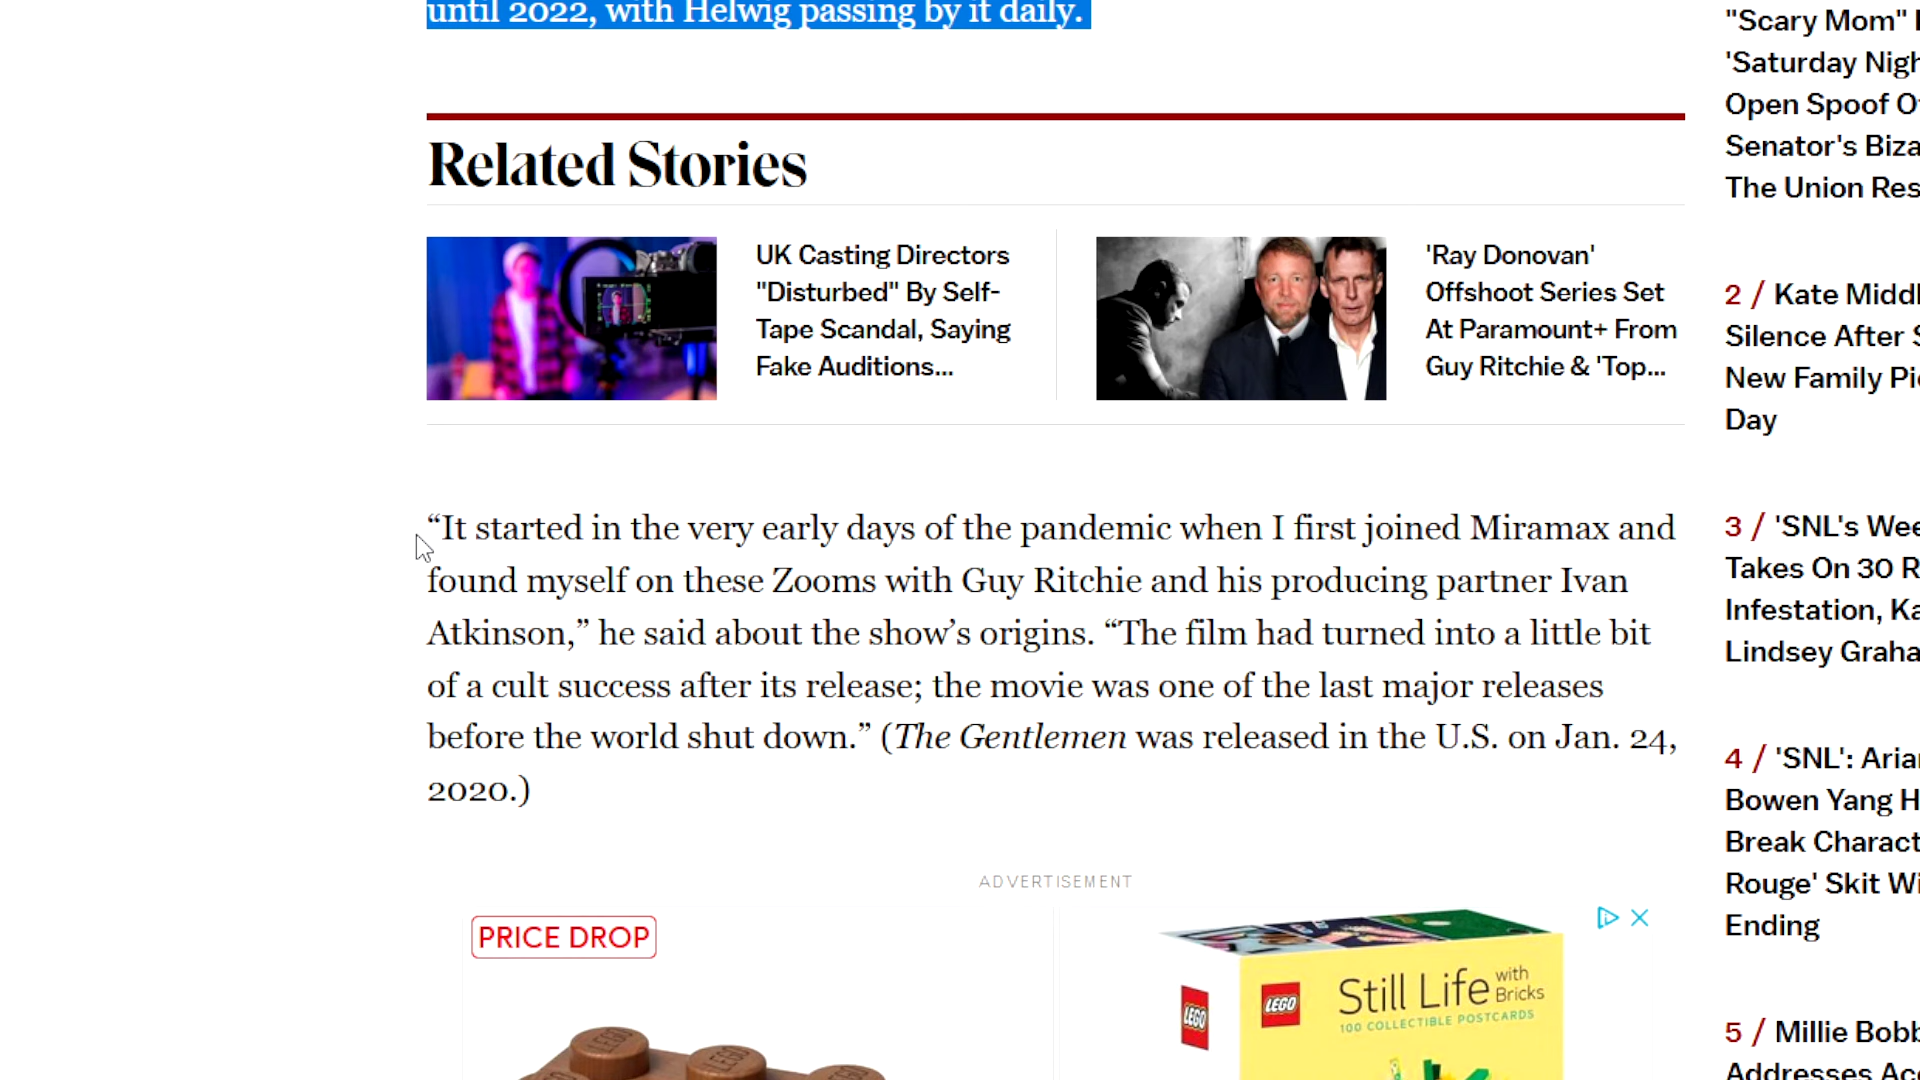 until 2022, with Helwig passing by it daily.
Related Stories
UK Casting Directors
"Disturbed" By Self-
Tape Scandal, Saying
Fake Auditions...
'Ray Donovan'
Offshoot Series Set
At Paramount+ From
Guy Ritchie & 'Top...
“It started in the very early days of the pandemic when I first joined Miramax and
found myself on these Zooms with Guy Ritchie and his producing partner Ivan
Atkinson,” he said about the show’s origins. “The film had turned into a little bit
of a cult success after its release; the movie was one of the last major releases
before the world shut down.” (The Gentlemen was released in the U.S. on Jan. 24,
2020.)
ADVERTISEMENT
PRICE DROP
LEGO
LEGO
LEGO
LEGO
Still Life with
Bricks
100 COLLECTIBLE POSTCARDS
"Scary Mom"
'Saturday Nigh
Open Spoof O
Senator's Biza
The Union Res
2 / Kate Middl
Silence After S
New Family Pi
Day
3 / 'SNL's Wee
Takes On 30 R
Infestation, Ka
Lindsey Graha
4 / 'SNL': Aria
Bowen Yang H
Break Charact
Rouge' Skit Wi
Ending
5 / Millie Bobb
Addresses Ac